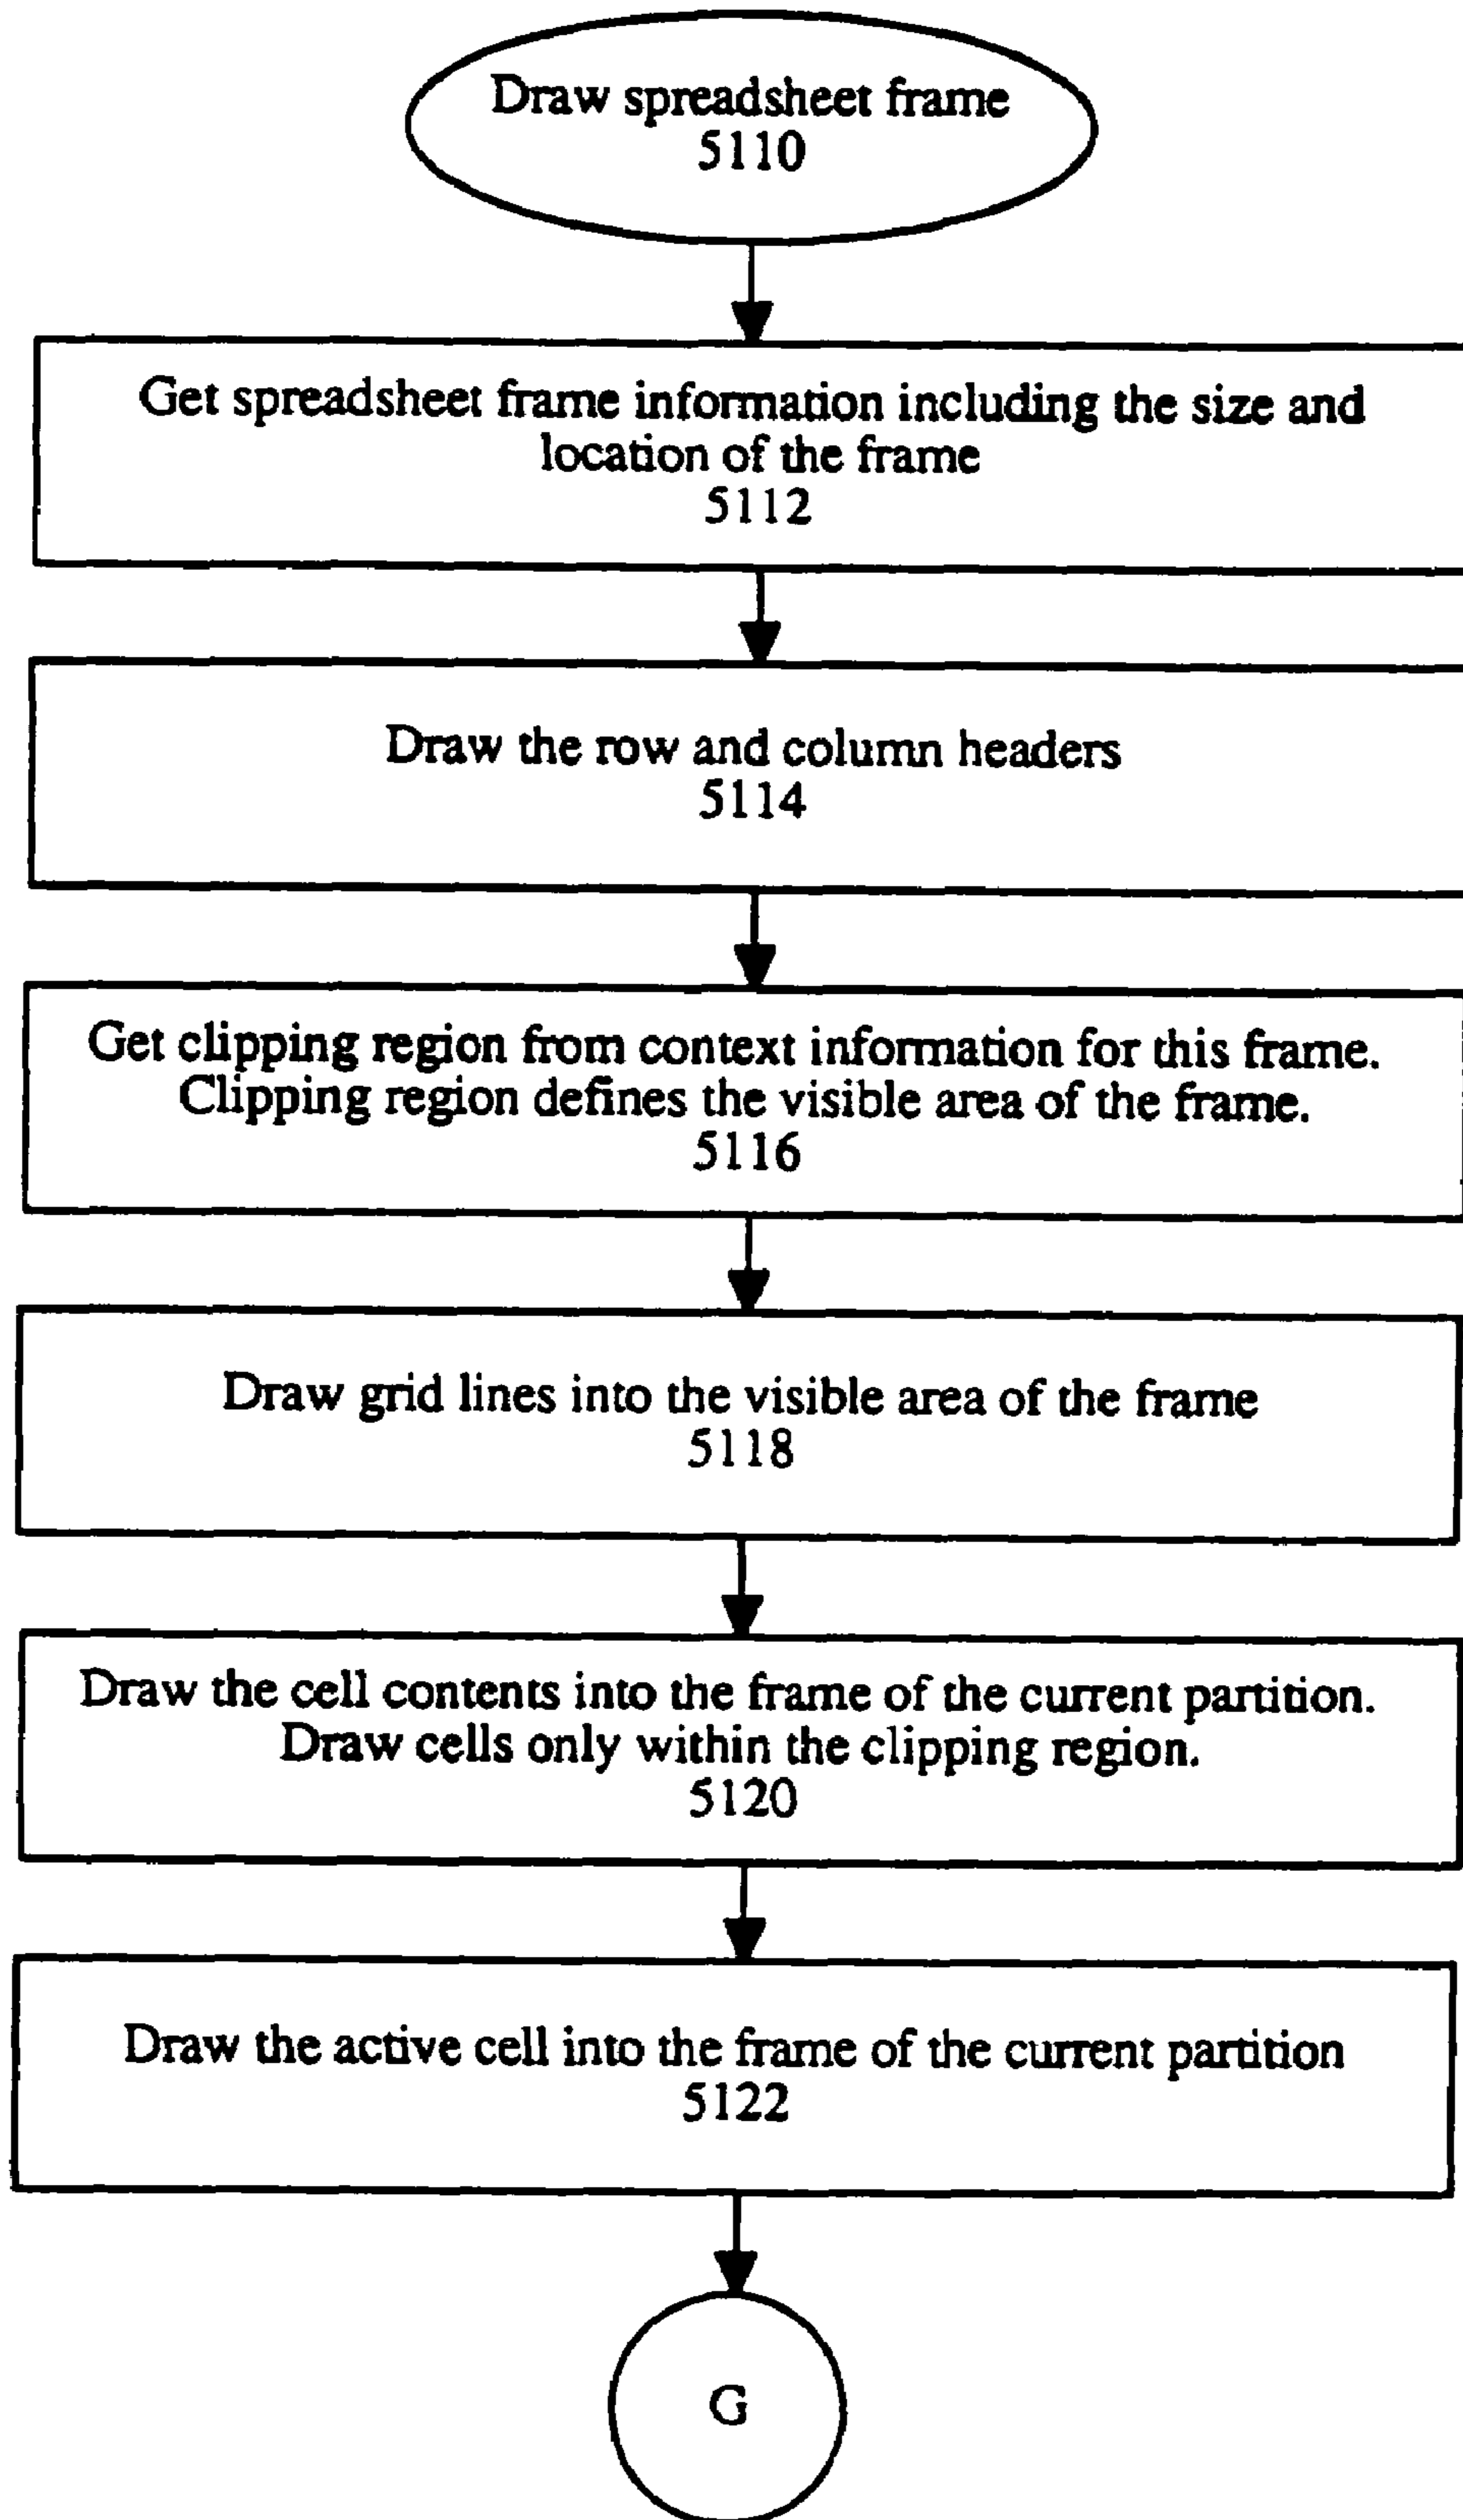 Draw spreadsheet frame
5110
Get spreadsheet frame information including the size and
location of the frame
5112
Draw the row and column headers
5114
Get clipping region from context information for this frame.
Clipping region defines the visible area of the frame.
5116
Draw grid lines into the visible area of the frame
5118
Draw the cell contents into the frame of the current partition.
Draw cells only within the clipping region.
5120
Draw the active cell into the frame of the current partition
5122
G